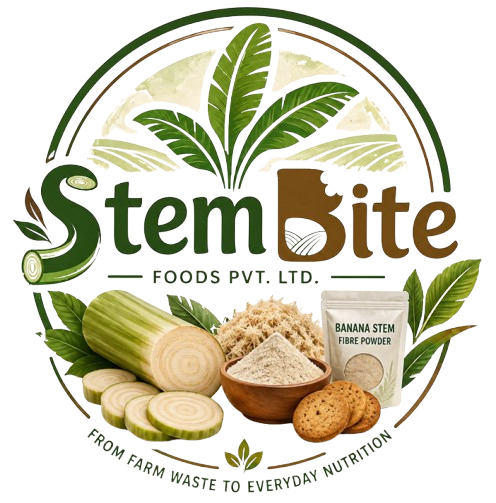 StemBite
FOODS PVT. LTD.
BANANA STEM
FIBRE POWDER
FROM FARM WASTE TO EVERYDAY NUTRITION